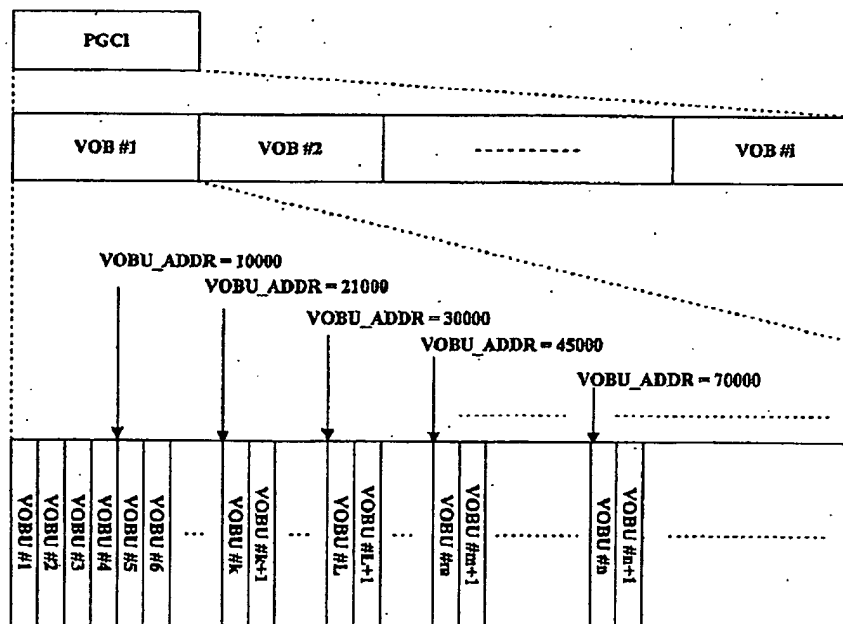 PGCI
VOB #1 VOB #2 --------- VOB #i
VOBU_ADDR = 10000
VOBU_ADDR = 21000
VOBU_ADDR = 30000
VOBU_ADDR = 45000
VOBU_ADDR = 70000
VOBU #1
VOBU #2
VOBU #3
VOBU #4
VOBU #5
VOBU #6
...
VOBU #k
VOBU #k+1
...
VOBU #L
VOBU #L+1
...
VOBU #m
VOBU #m+1
VOBU #n
VOBU #n+1